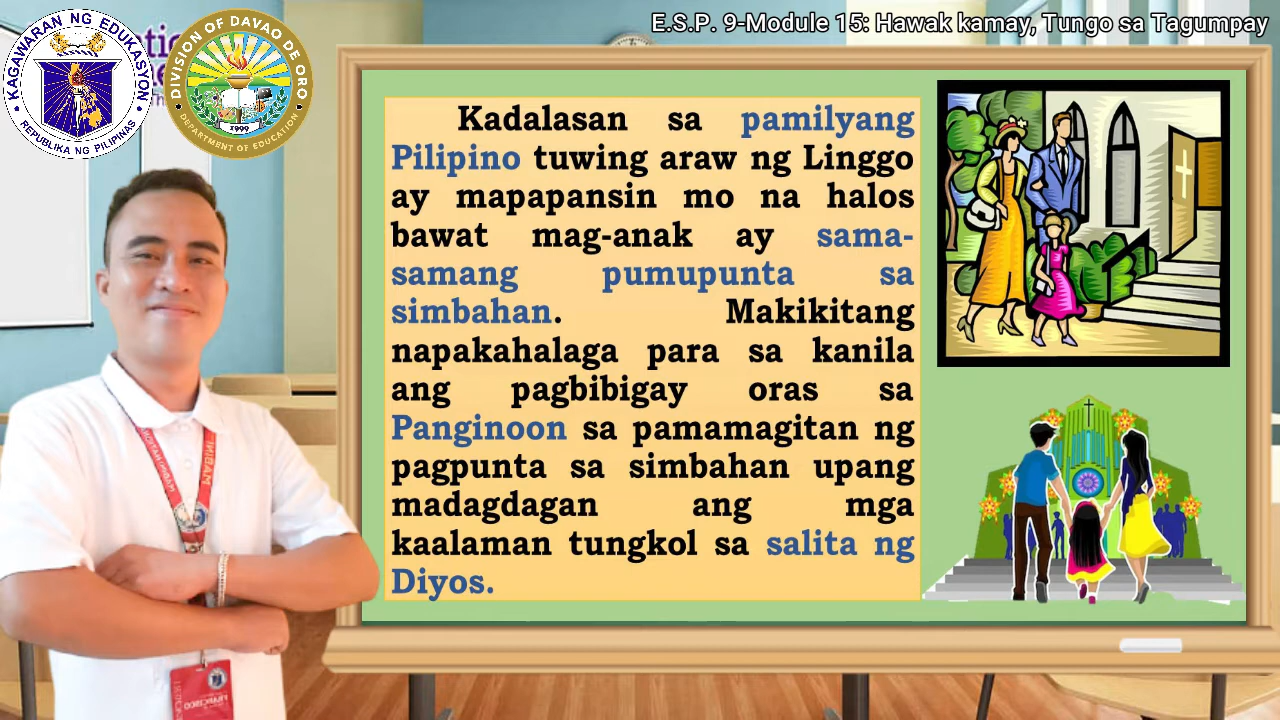 E.S.P. 9-Module 15: Hawak kamay, Tungo sa Tagumpay
KAGAWARAN NG EDUKASYON
REPUBLIKA NG PILIPINAS
DIVISION OF DAVAO DE ORO
1999
DEPARTMENT OF EDUCATION
Kadalasan sa pamilyang
Pilipino tuwing araw ng Linggo
ay mapapansin mo na halos
bawat mag-anak ay sama-
samang pumupunta sa
simbahan. Makikitang
napakahalaga para sa kanila
ang pagbibigay oras sa
Panginoon sa pamamagitan ng
pagpunta sa simbahan upang
madagdagan ang mga
kaalaman tungkol sa salita ng
Diyos.
FRANCISCO